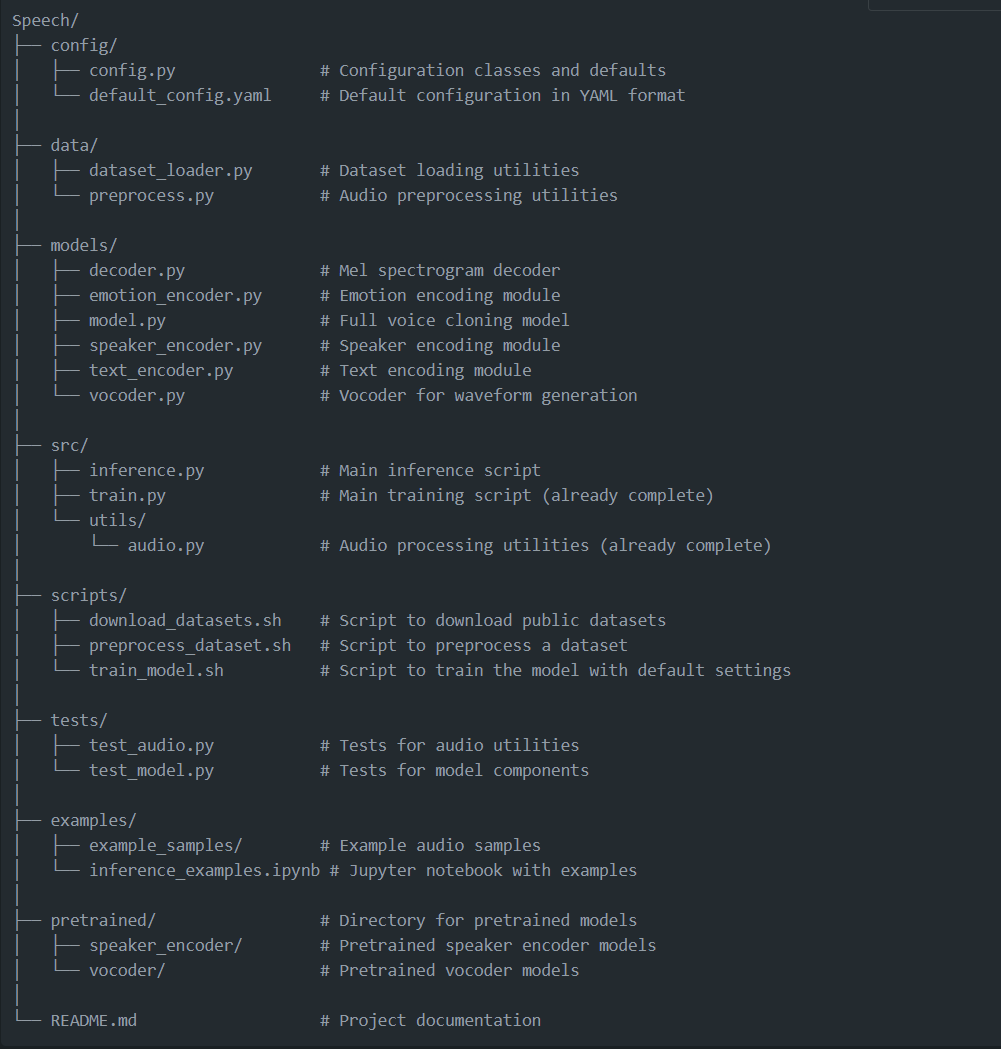 Speech/
├── config/
│   ├── config.py               # Configuration classes and defaults
│   └── default_config.yaml     # Default configuration in YAML format
│
├── data/
│   ├── dataset_loader.py       # Dataset loading utilities
│   └── preprocess.py           # Audio preprocessing utilities
│
├── models/
│   ├── decoder.py              # Mel spectrogram decoder
│   ├── emotion_encoder.py      # Emotion encoding module
│   ├── model.py                # Full voice cloning model
│   ├── speaker_encoder.py      # Speaker encoding module
│   ├── text_encoder.py         # Text encoding module
│   └── vocoder.py              # Vocoder for waveform generation
│
├── src/
│   ├── inference.py            # Main inference script
│   ├── train.py                # Main training script (already complete)
│   └── utils/
│       └── audio.py            # Audio processing utilities (already complete)
│
├── scripts/
│   ├── download_datasets.sh    # Script to download public datasets
│   ├── preprocess_dataset.sh   # Script to preprocess a dataset
│   └── train_model.sh          # Script to train the model with default settings
│
├── tests/
│   ├── test_audio.py           # Tests for audio utilities
│   └── test_model.py           # Tests for model components
│
├── examples/
│   ├── example_samples/        # Example audio samples
│   └── inference_examples.ipynb # Jupyter notebook with examples
│
├── pretrained/                 # Directory for pretrained models
│   ├── speaker_encoder/        # Pretrained speaker encoder models
│   └── vocoder/                # Pretrained vocoder models
│
└── README.md                   # Project documentation